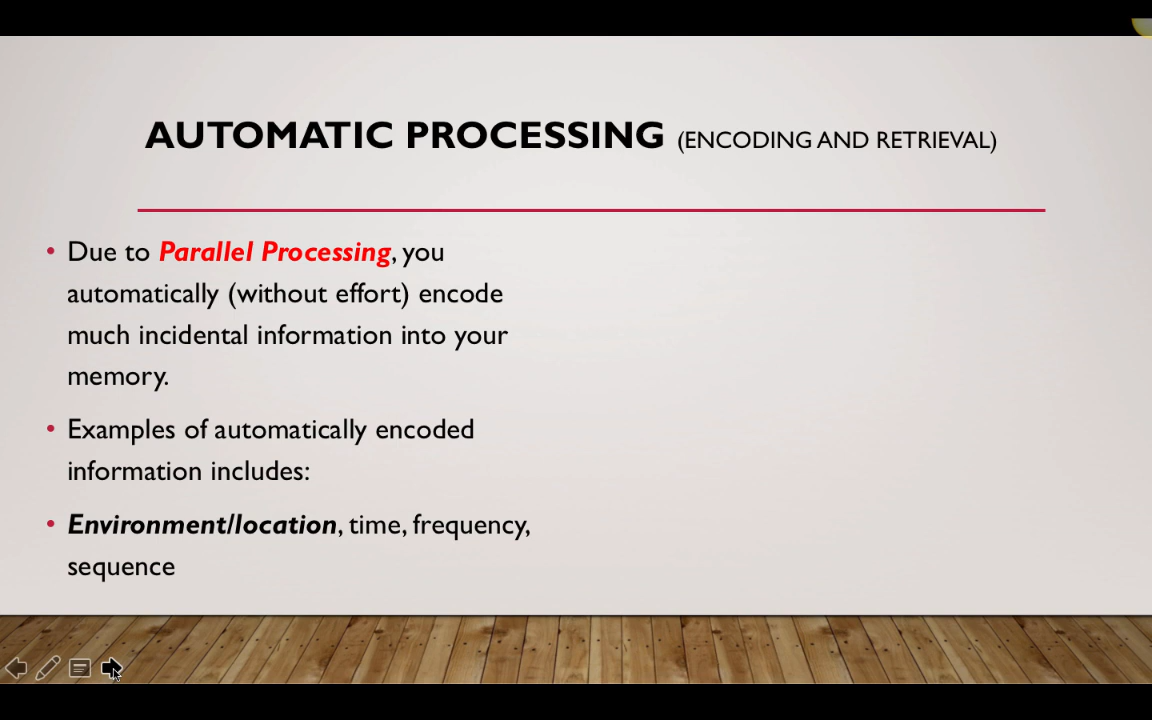 AUTOMATIC PROCESSING (ENCODING AND RETRIEVAL)
• Due to Parallel Processing, you
automatically (without effort) encode
much incidental information into your
memory.
• Examples of automatically encoded
information includes:
• Environment/location, time, frequency,
sequence